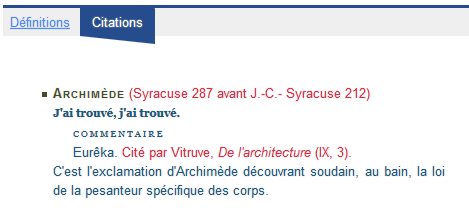 Définitions Citations
▪ ARCHIMÈDE (Syracuse 287 avant J.-C.- Syracuse 212)
J'ai trouvé, j'ai trouvé.
COMMENTAIRE
Eurêka. Cité par Vitruve, De l'architecture (IX, 3).
C'est l'exclamation d'Archimède découvrant soudain, au bain, la loi
de la pesanteur spécifique des corps.